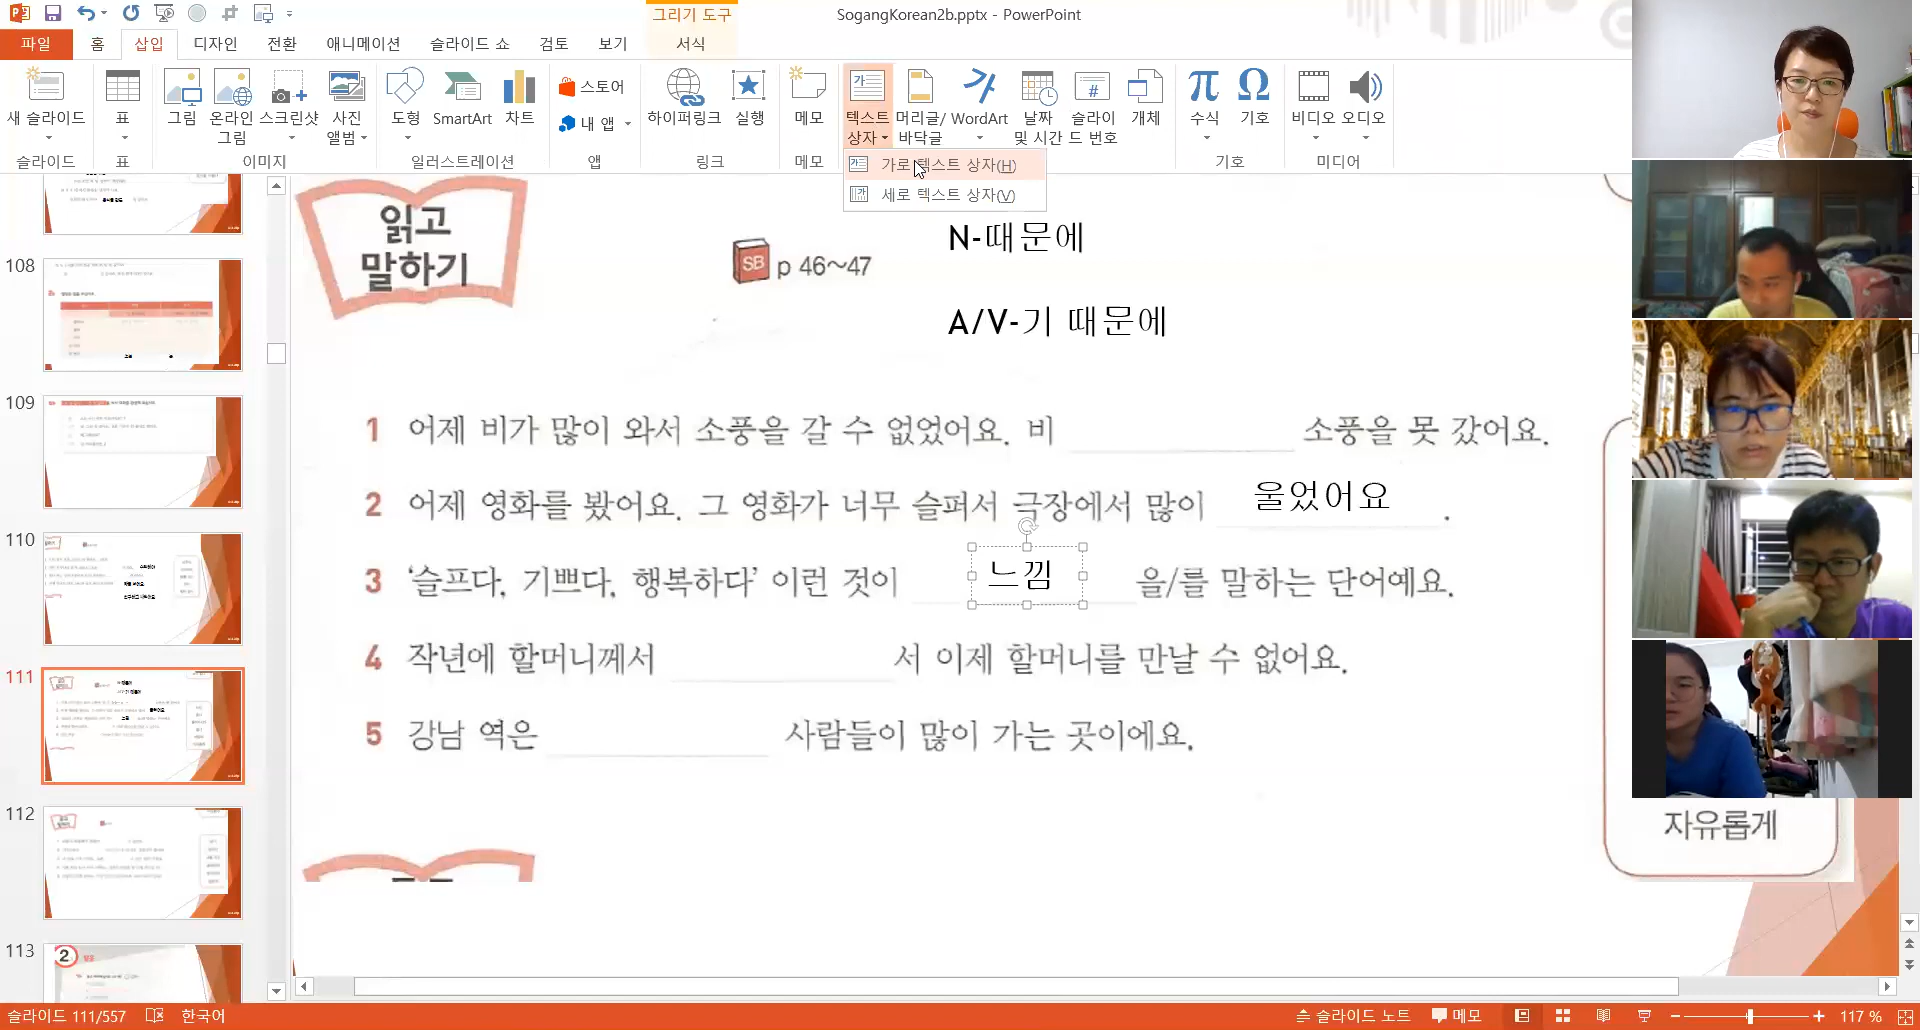 그리기 도구
SogangKorean2b.pptx - PowerPoint
파일 홈 삽입 디자인 전환 애니메이션 슬라이드 쇼 검토 보기 서식
새 슬라이드
표
그림
온라인 그림
스크린샷
사진 앨범
도형
SmartArt
차트
스토어
내 앱
하이퍼링크
실행
메모
텍스트 상자
머리글/바닥글
WordArt
날짜 및 시간
슬라이드 번호
개체
수식
기호
비디오
오디오
슬라이드 표 이미지 일러스트레이션 앱 링크 메모 기호 미디어
가로 텍스트 상자(H)
세로 텍스트 상자(V)
108
109
110
111
112
113
2
읽고
말하기
SB p 46~47
N-때문에
A/V-기 때문에
1 어제 비가 많이 와서 소풍을 갈 수 없었어요. 비 소풍을 못 갔어요.
2 어제 영화를 봤어요. 그 영화가 너무 슬퍼서 극장에서 많이 울었어요.
3 ‘슬프다, 기쁘다, 행복하다’ 이런 것이 느낌 을/를 말하는 단어예요.
4 작년에 할머니께서 서 이제 할머니를 만날 수 없어요.
5 강남 역은 사람들이 많이 가는 곳이에요.
자유롭게
슬라이드 111/557 한국어 슬라이드 노트 메모 117 %